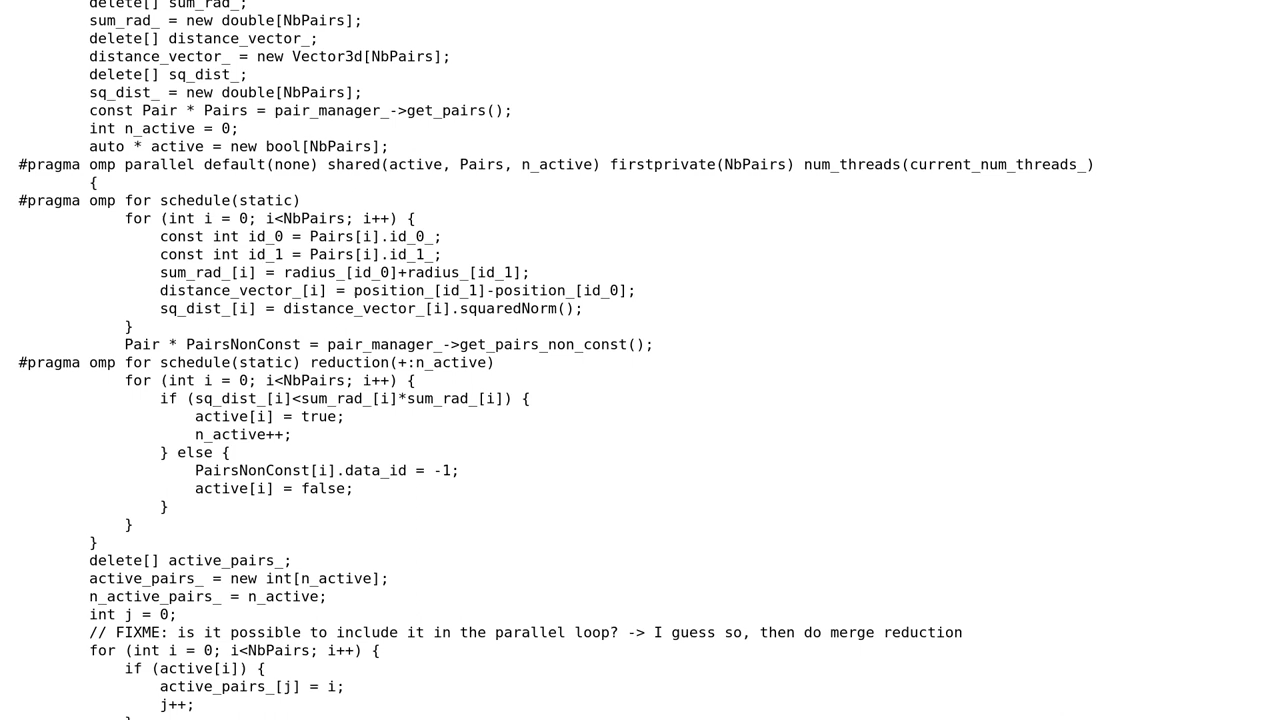 delete[] sum_rad_;
sum_rad_ = new double[NbPairs];
delete[] distance_vector_;
distance_vector_ = new Vector3d[NbPairs];
delete[] sq_dist_;
sq_dist_ = new double[NbPairs];
const Pair * Pairs = pair_manager_->get_pairs();
int n_active = 0;
auto * active = new bool[NbPairs];
#pragma omp parallel default(none) shared(active, Pairs, n_active) firstprivate(NbPairs) num_threads(current_num_threads_)
{
#pragma omp for schedule(static)
for (int i = 0; i<NbPairs; i++) {
const int id_0 = Pairs[i].id_0_;
const int id_1 = Pairs[i].id_1_;
sum_rad_[i] = radius_[id_0]+radius_[id_1];
distance_vector_[i] = position_[id_1]-position_[id_0];
sq_dist_[i] = distance_vector_[i].squaredNorm();
}
Pair * PairsNonConst = pair_manager_->get_pairs_non_const();
#pragma omp for schedule(static) reduction(+:n_active)
for (int i = 0; i<NbPairs; i++) {
if (sq_dist_[i]<sum_rad_[i]*sum_rad_[i]) {
active[i] = true;
n_active++;
} else {
PairsNonConst[i].data_id = -1;
active[i] = false;
}
}
}
delete[] active_pairs_;
active_pairs_ = new int[n_active];
n_active_pairs_ = n_active;
int j = 0;
// FIXME: is it possible to include it in the parallel loop? -> I guess so, then do merge reduction
for (int i = 0; i<NbPairs; i++) {
if (active[i]) {
active_pairs_[j] = i;
j++;
}